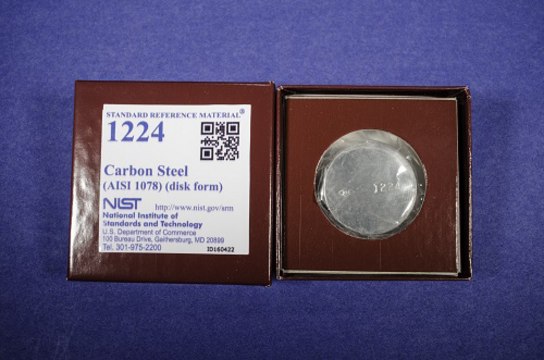 STANDARD REFERENCE MATERIAL®
1224
Carbon Steel
(AISI 1078) (disk form)
NIST http://www.nist.gov/srm
National Institute of
Standards and Technology
U.S. Department of Commerce
100 Bureau Drive, Gaithersburg, MD 20899
Tel: 301-975-2200 ID160422
1224